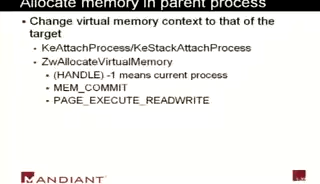 Allocate memory in parent process
Change virtual memory context to that of the
target
KeAttachProcess/KeStackAttachProcess
ZwAllocateVirtualMemory
(HANDLE) -1 means current process
MEM_COMMIT
PAGE_EXECUTE_READWRITE
MANDIANT